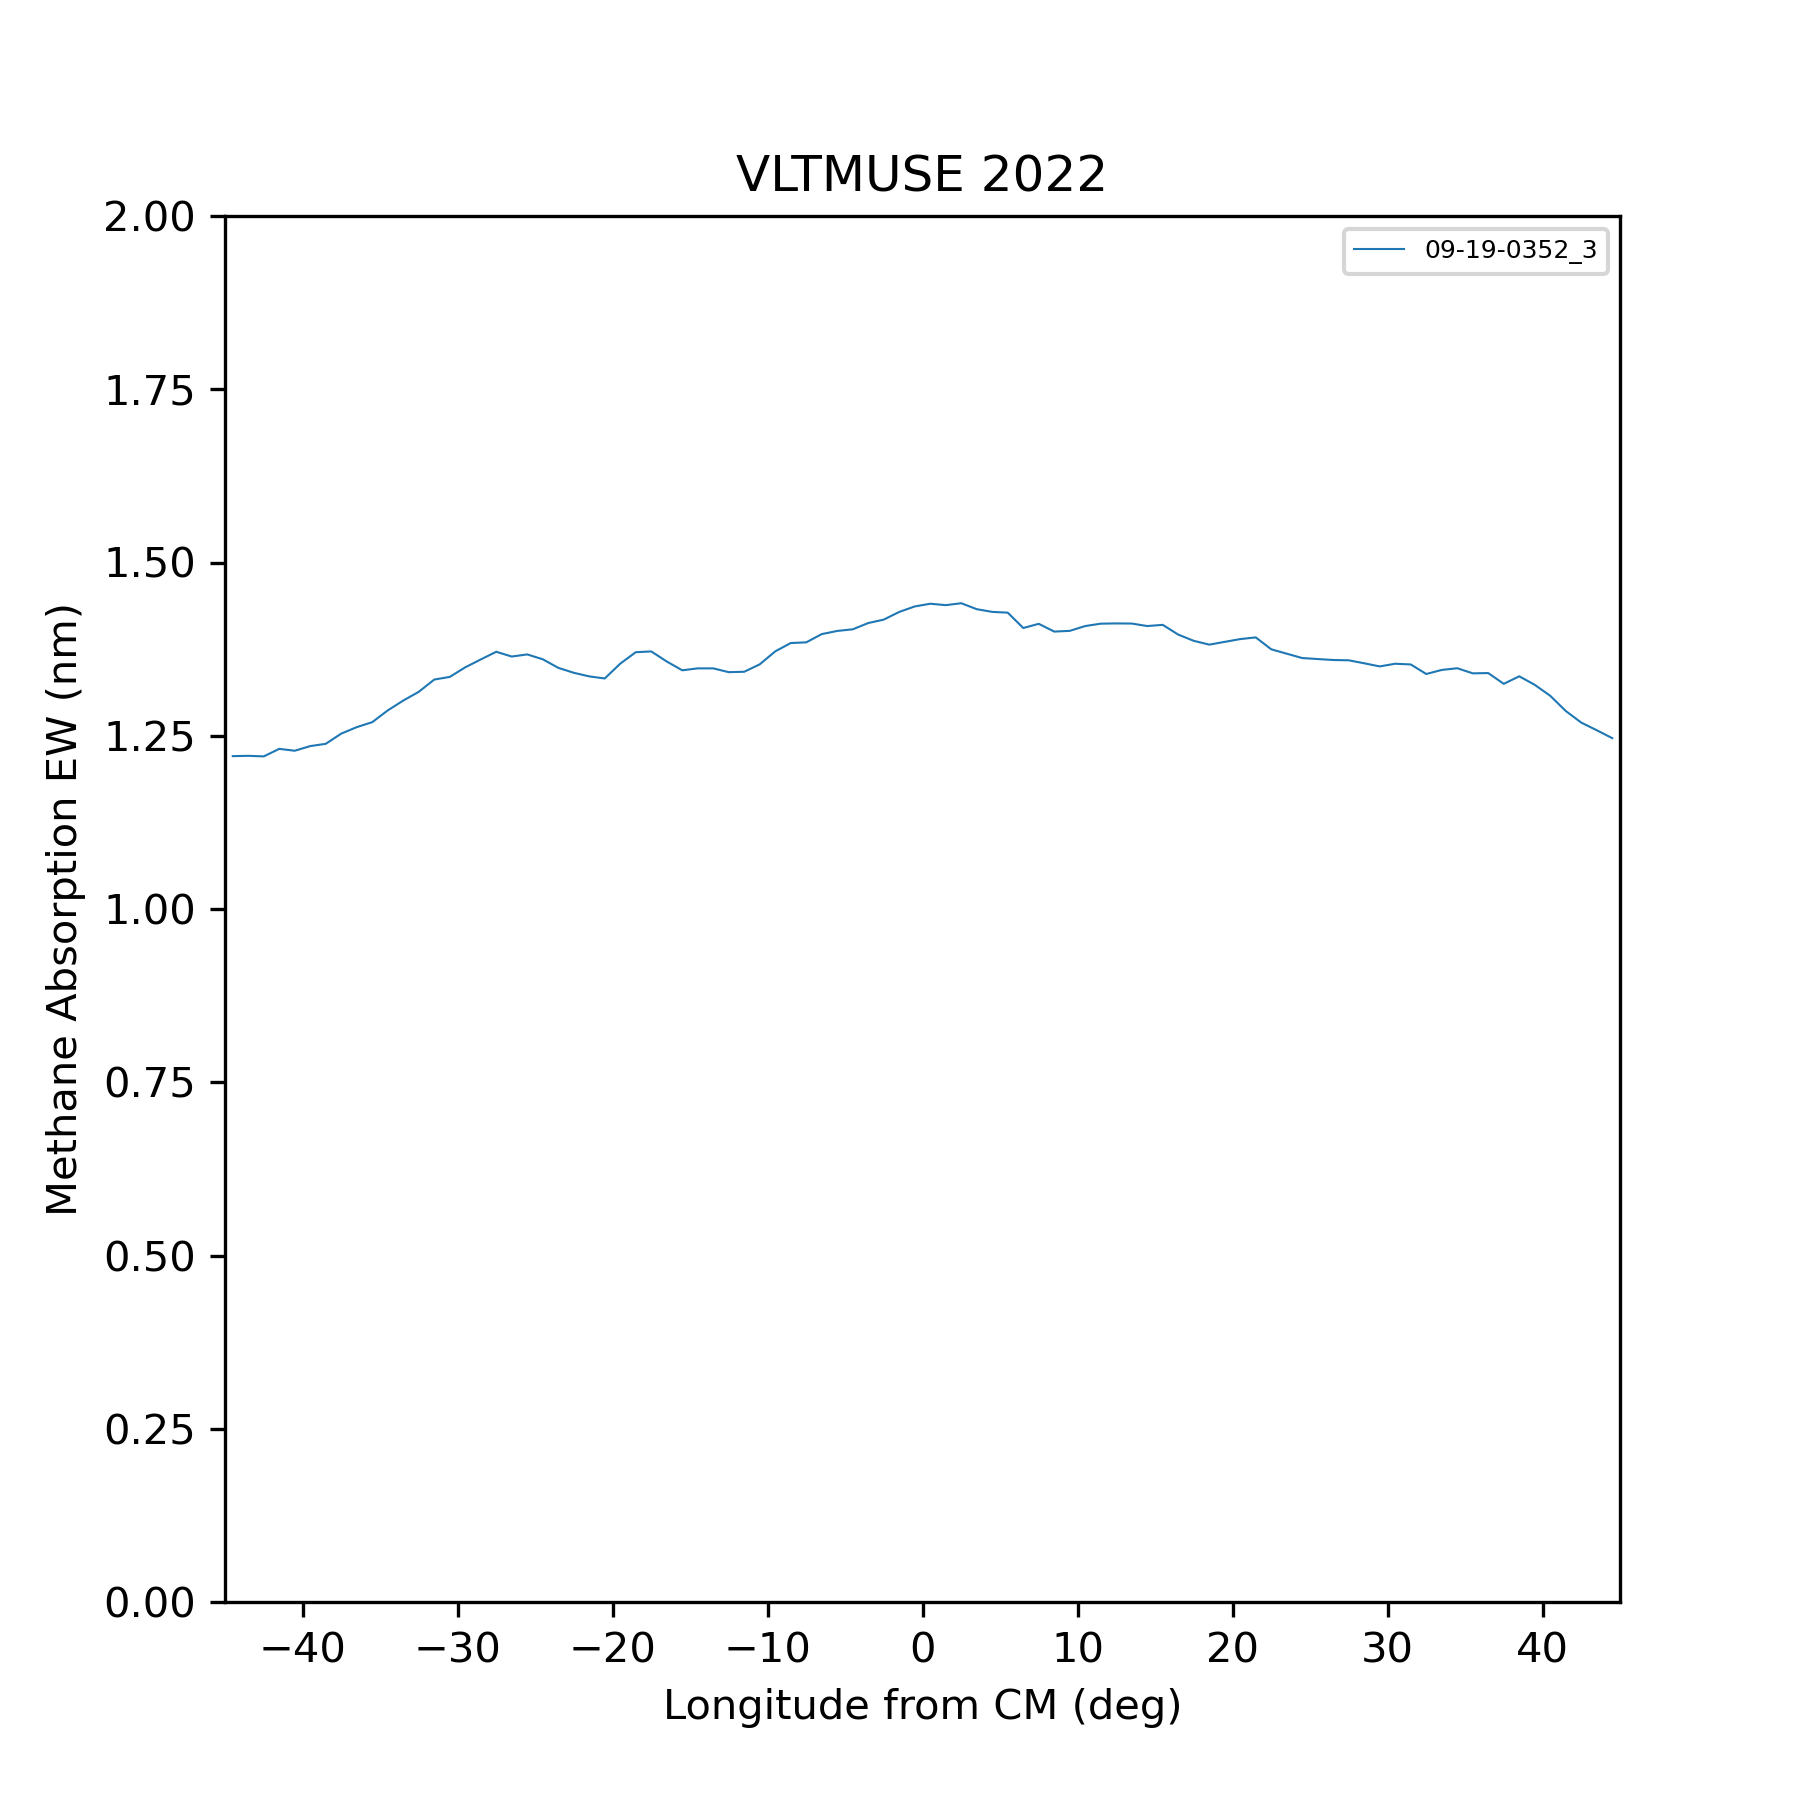 VLTMUSE 2022
09-19-0352_3
2.00
1.75
1.50
1.25
1.00
0.75
0.50
0.25
0.00
Methane Absorption EW (nm)
−40 −30 −20 −10 0 10 20 30 40
Longitude from CM (deg)